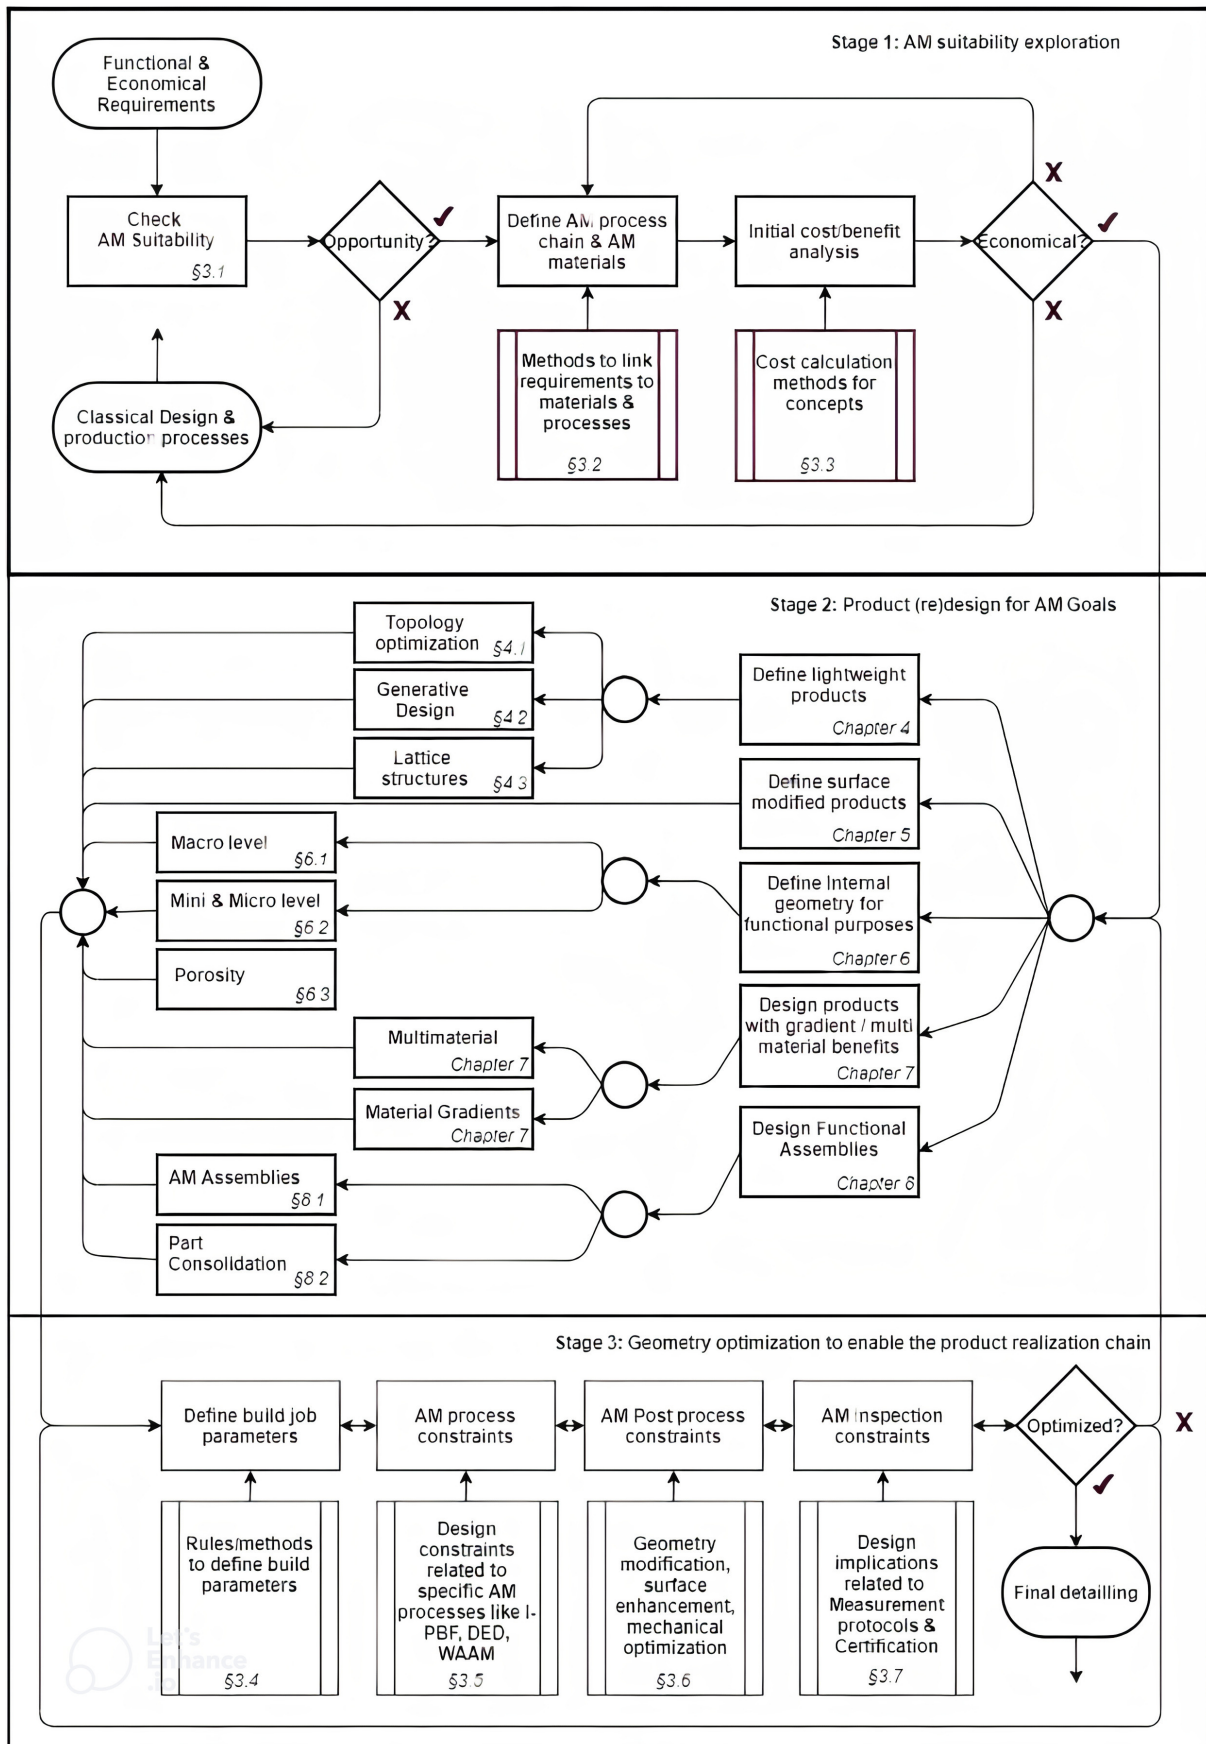 Stage 1: AM suitability exploration
Functional &
Economical
Requirements
Check
AM Suitability
§3.1
Opportunity?
Define AM process
chain & AM
materials
Initial cost/benefit
analysis
Economical?
X
X
X
Classical Design &
production processes
Methods to link
requirements to
materials &
processes
§3.2
Cost calculation
methods for
concepts
§3.3
Stage 2: Product (re)design for AM Goals
Topology
optimization
§4.1
Generative
Design
§4.2
Lattice
structures
§4.3
Define lightweight
products
Chapter 4
Define surface
modified products
Chapter 5
Macro level
§6.1
Mini & Micro level
§6.2
Porosity
§6.3
Define Internal
geometry for
functional purposes
Chapter 6
Design products
with gradient / multi
material benefits
Chapter 7
Multimaterial
Chapter 7
Material Gradients
Chapter 7
Design Functional
Assemblies
Chapter 8
AM Assemblies
§8.1
Part
Consolidation
§8.2
Stage 3: Geometry optimization to enable the product realization chain
Define build job
parameters
AM process
constraints
AM Post process
constraints
AM Inspection
constraints
Optimized?
X
Rules/methods
to define build
parameters
§3.4
Design
constraints
related to
specific AM
processes like l-
PBF, DED,
WAAM
§3.5
Geometry
modification,
surface
enhancement,
mechanical
optimization
§3.6
Design
implications
related to
Measurement
protocols &
Certification
§3.7
Final detailling
Let's
Enhance
.io